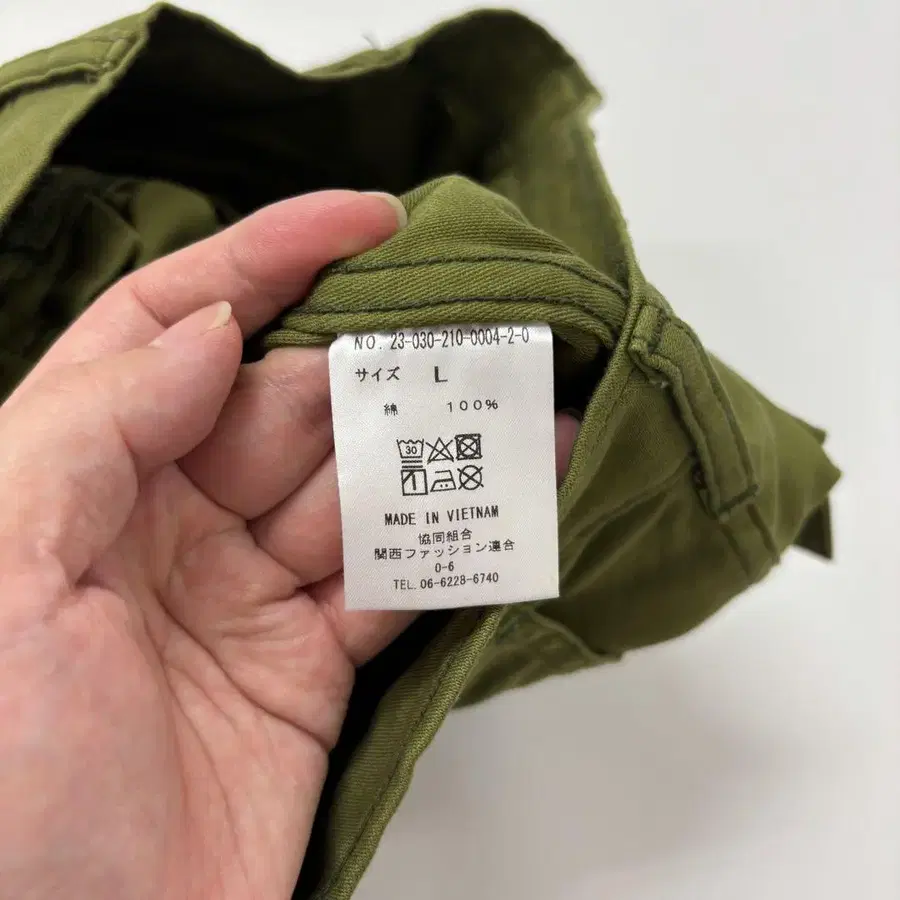 NO. 23-030-210-0004-2-0
サイズ L
綿 100%
30
MADE IN VIETNAM
協同組合
関西ファッション連合
O-6
TEL. 06-6228-6740